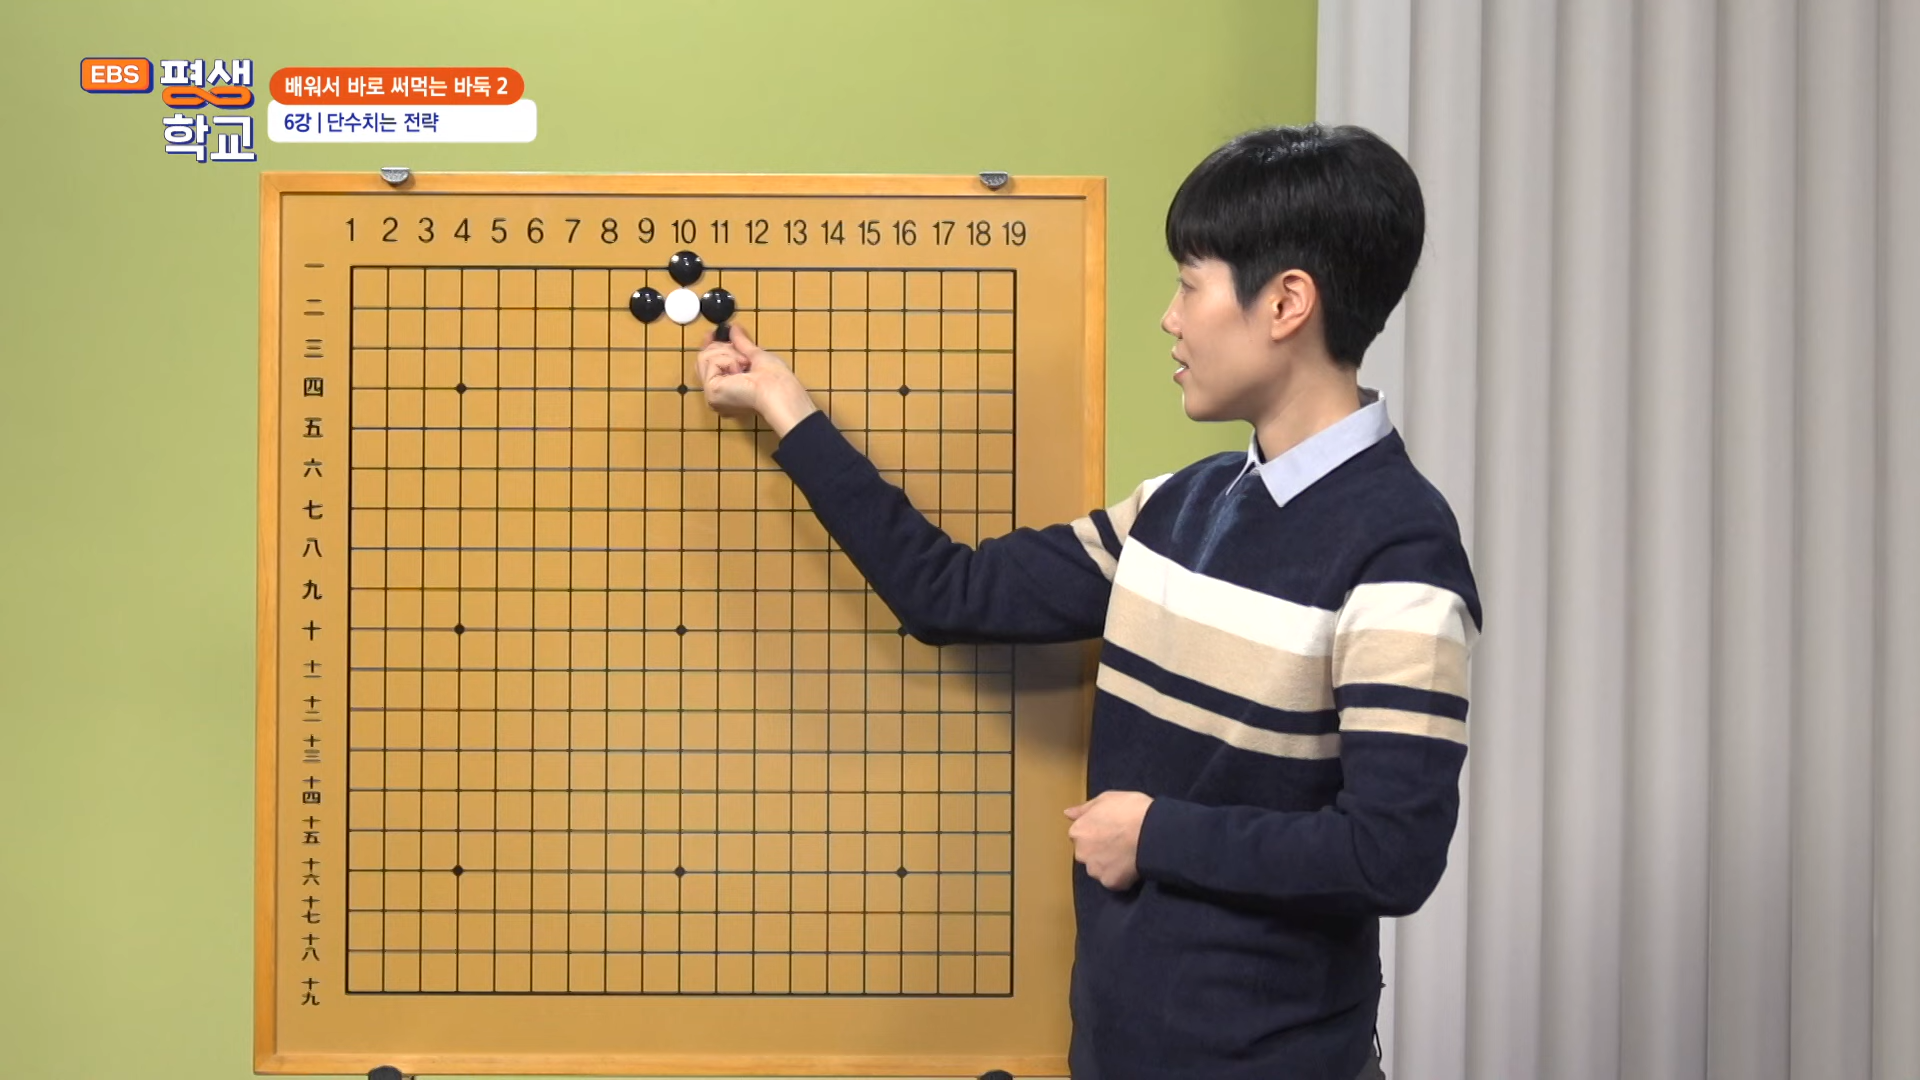 EBS 평생
학교
배워서 바로 써먹는 바둑 2
6강 | 단수치는 전략
1 2 3 4 5 6 7 8 9 10 11 12 13 14 15 16 17 18 19
一
二
三
四
五
六
七
八
九
十
十一
十二
十三
十四
十五
十六
十七
十八
十九